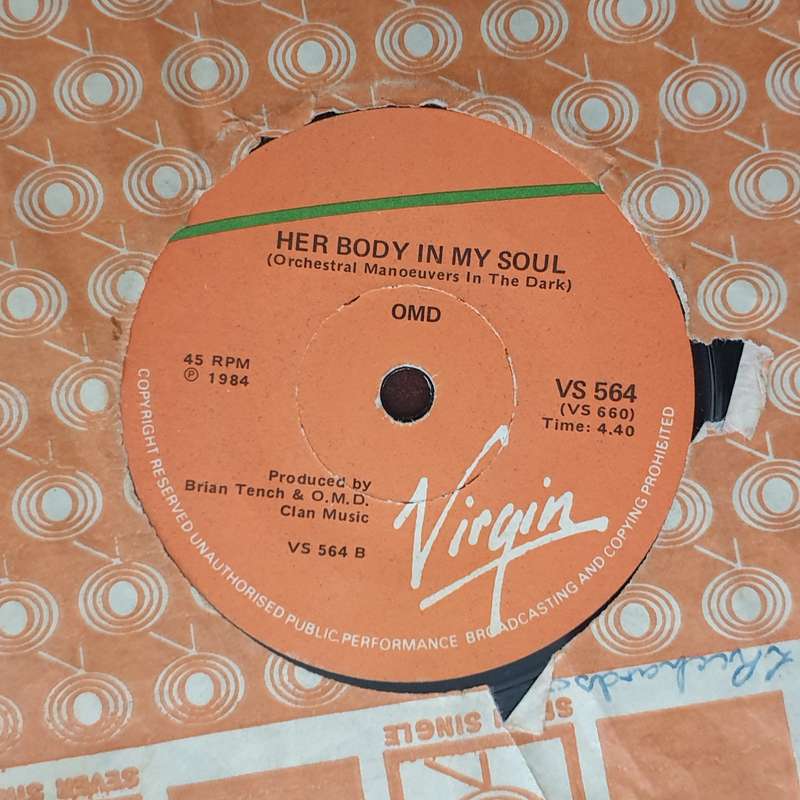 HER BODY IN MY SOUL
(Orchestral Manoeuvers In The Dark)
OMD
45 RPM
℗ 1984
VS 564
(VS 660)
Time: 4.40
Produced by
Brian Tench & O.M.D.
Clan Music
VS 564 B
Virgin
COPYRIGHT RESERVED UNAUTHORISED PUBLIC PERFORMANCE BROADCASTING AND COPYING PROHIBITED
SINGLE
SEVEN